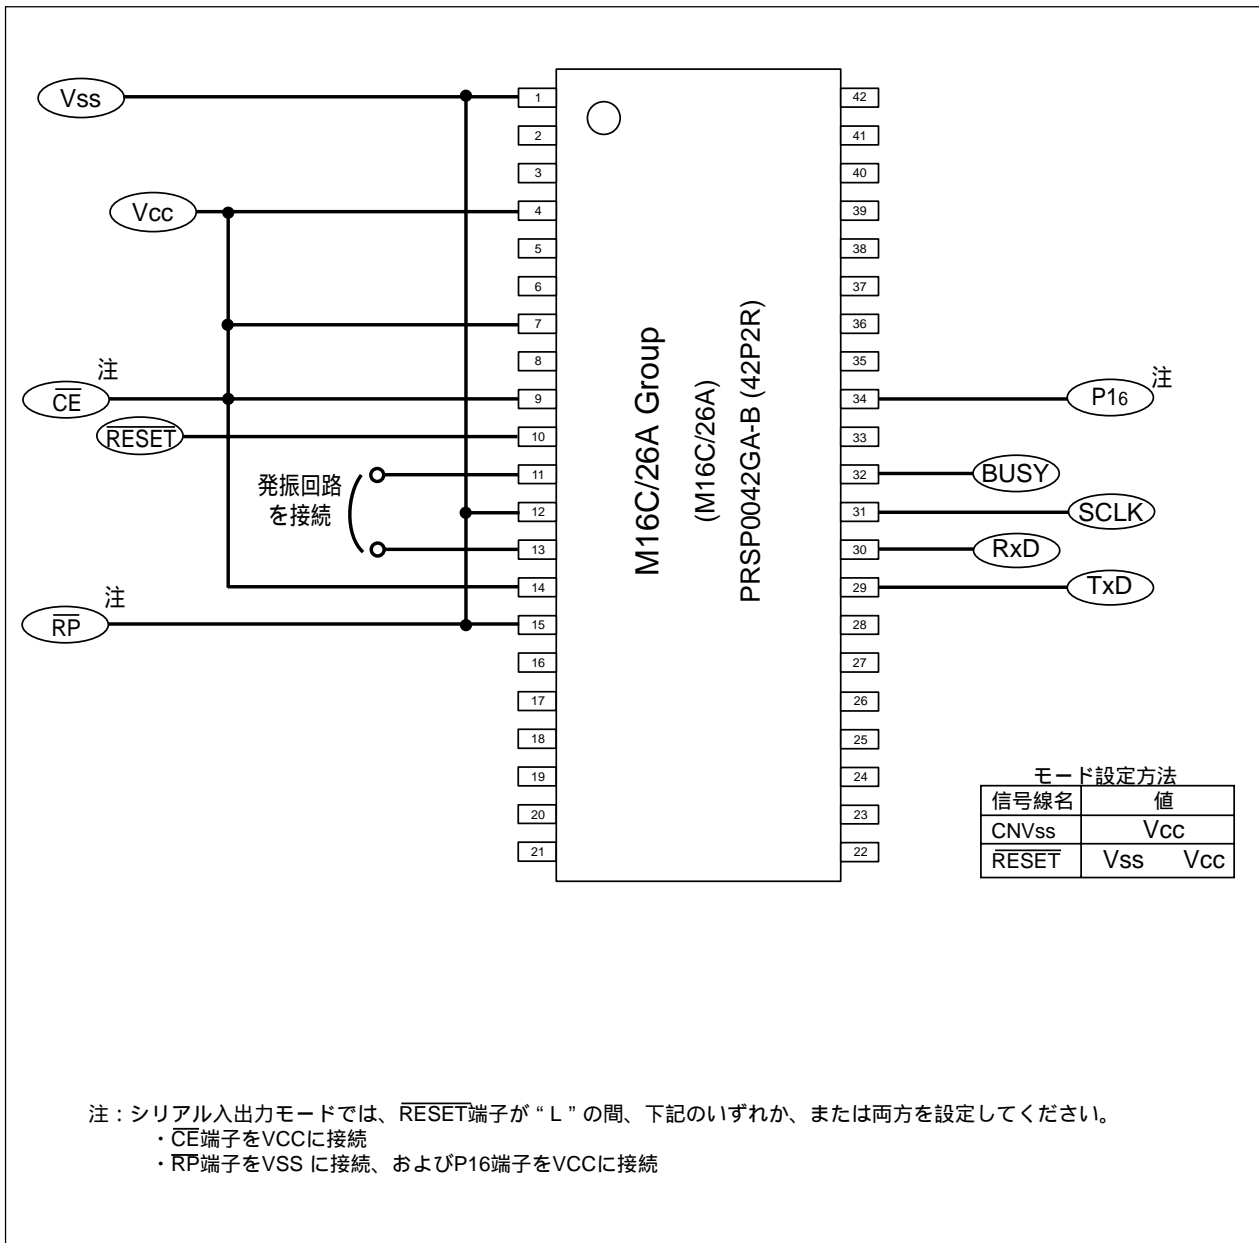 Vss
Vcc
注
CE
RESET
発振回路
を接続
注
RP
1
2
3
4
5
6
7
8
9
10
11
12
13
14
15
16
17
18
19
20
21
M16C/26A Group
(M16C/26A)
PRSP0042GA-B (42P2R)
42
41
40
39
38
37
36
35
34
33
32
31
30
29
28
27
26
25
24
23
22
注
P16
BUSY
SCLK
RxD
TxD
モード設定方法
信号線名 値
CNVss Vcc
RESET Vss Vcc
注：シリアル入出力モードでは、RESET端子が“L”の間、下記のいずれか、または両方を設定してください。
・CE端子をVCCに接続
・RP端子をVSS に接続、およびP16端子をVCCに接続